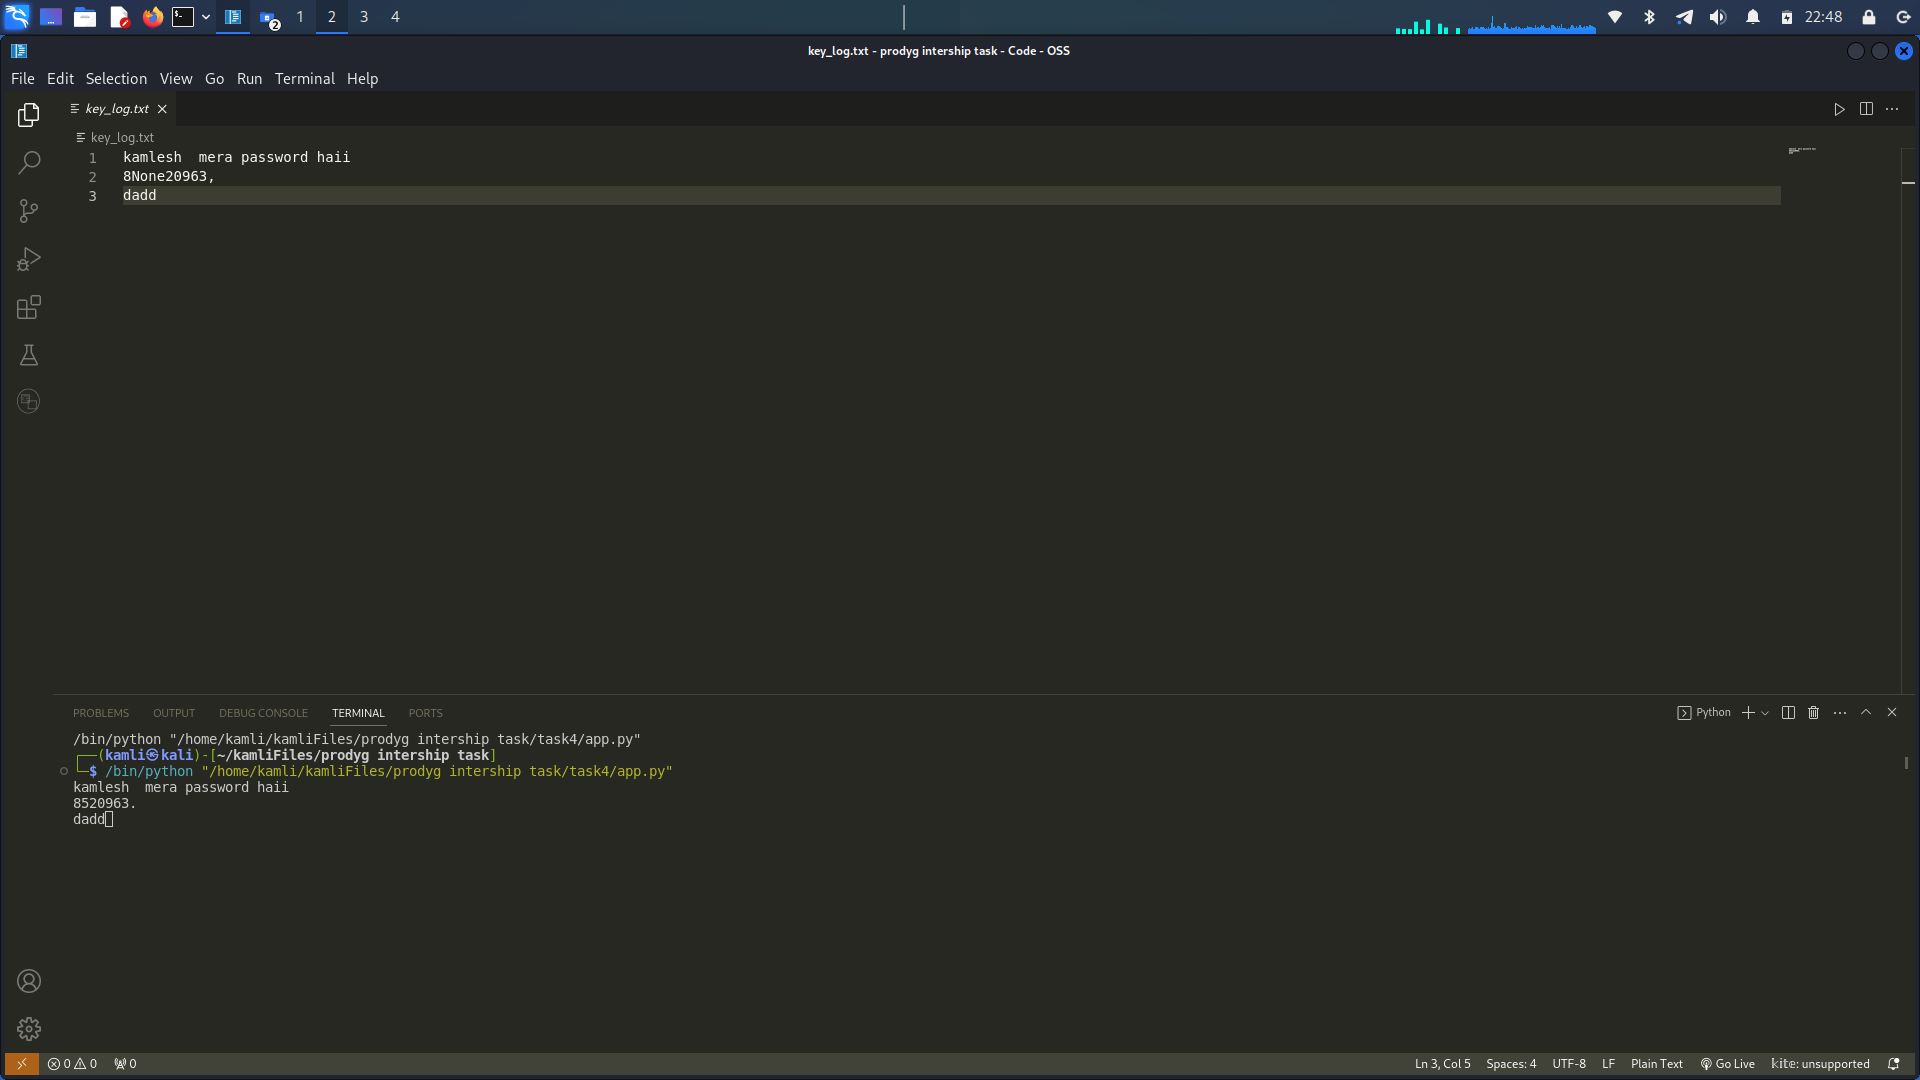 2
1
2
3
4
22:48
key_log.txt - prodyg intership task - Code - OSS
File Edit Selection View Go Run Terminal Help
key_log.txt
key_log.txt
1 kamlesh  mera password haii
2 8None20963,
3 dadd
PROBLEMS OUTPUT DEBUG CONSOLE TERMINAL PORTS
Python
/bin/python "/home/kamli/kamliFiles/prodyg intership task/task4/app.py"
┌──(kamli㉿kali)-[~/kamliFiles/prodyg intership task]
└─$ /bin/python "/home/kamli/kamliFiles/prodyg intership task/task4/app.py"
kamlesh  mera password haii
8520963.
dadd
0 0 0
Ln 3, Col 5 Spaces: 4 UTF-8 LF Plain Text Go Live kite: unsupported